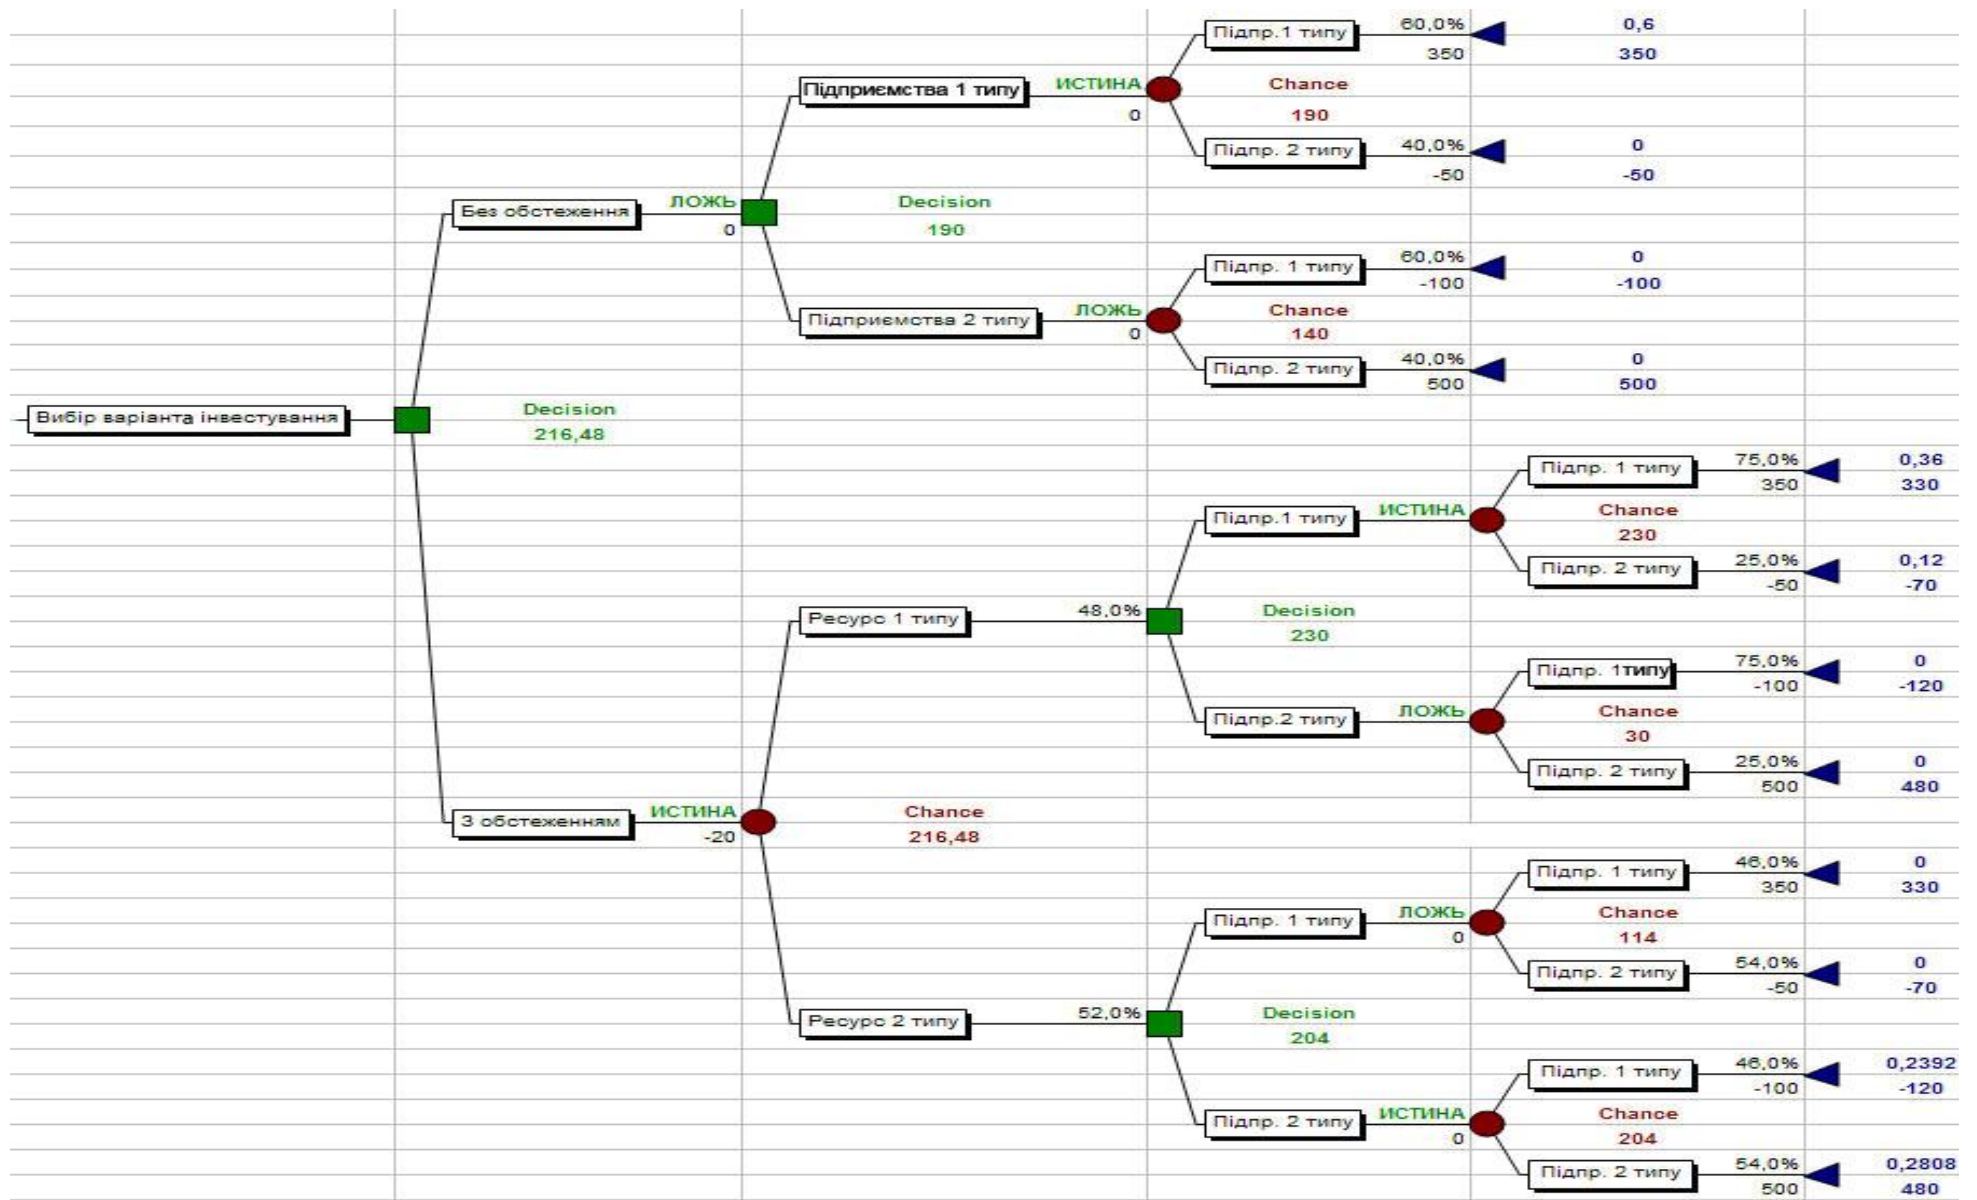 Підпр.1 типу 60,0% 0,6
350 350
Підприємства 1 типу ИСТИНА Chance
0 190
Підпр. 2 типу 40,0% 0
-50 -50
Без обстеження ЛОЖЬ Decision
0 190
Підпр. 1 типу 60,0% 0
-100 -100
Підприємства 2 типу ЛОЖЬ Chance
0 140
Підпр. 2 типу 40,0% 0
500 500
Вибір варіанта інвестування Decision
216,48
Підпр. 1 типу 75,0% 0,36
350 330
Підпр.1 типу ИСТИНА Chance
230
Підпр. 2 типу 25,0% 0,12
-50 -70
Ресурс 1 типу 48,0% Decision
230
Підпр. 1типу 75,0% 0
-100 -120
Підпр.2 типу ЛОЖЬ Chance
30
Підпр. 2 типу 25,0% 0
500 480
З обстеженням ИСТИНА Chance
-20 216,48
Підпр. 1 типу 46,0% 0
350 330
Підпр. 1 типу ЛОЖЬ Chance
0 114
Підпр. 2 типу 54,0% 0
-50 -70
Ресурс 2 типу 52,0% Decision
204
Підпр. 1 типу 46,0% 0,2392
-100 -120
Підпр. 2 типу ИСТИНА Chance
0 204
Підпр. 2 типу 54,0% 0,2808
500 480